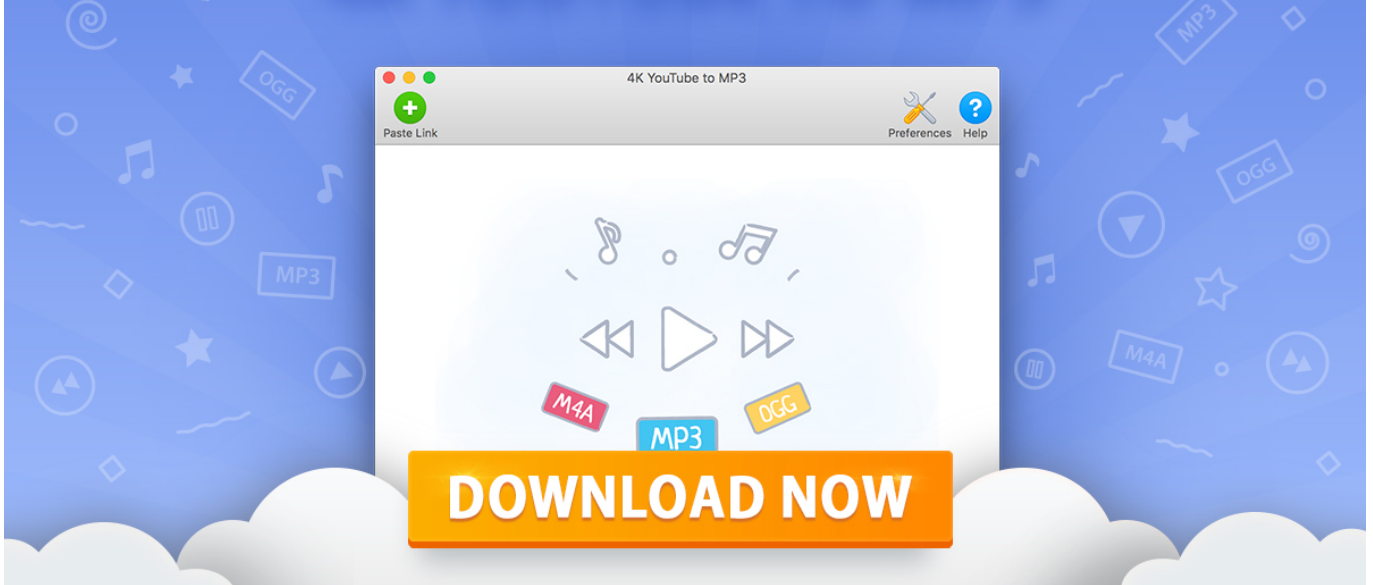 MP3
OGG
4K YouTube to MP3
Paste Link
Preferences
Help
OGG
MP3
M4A
M4A
OGG
MP3
DOWNLOAD NOW